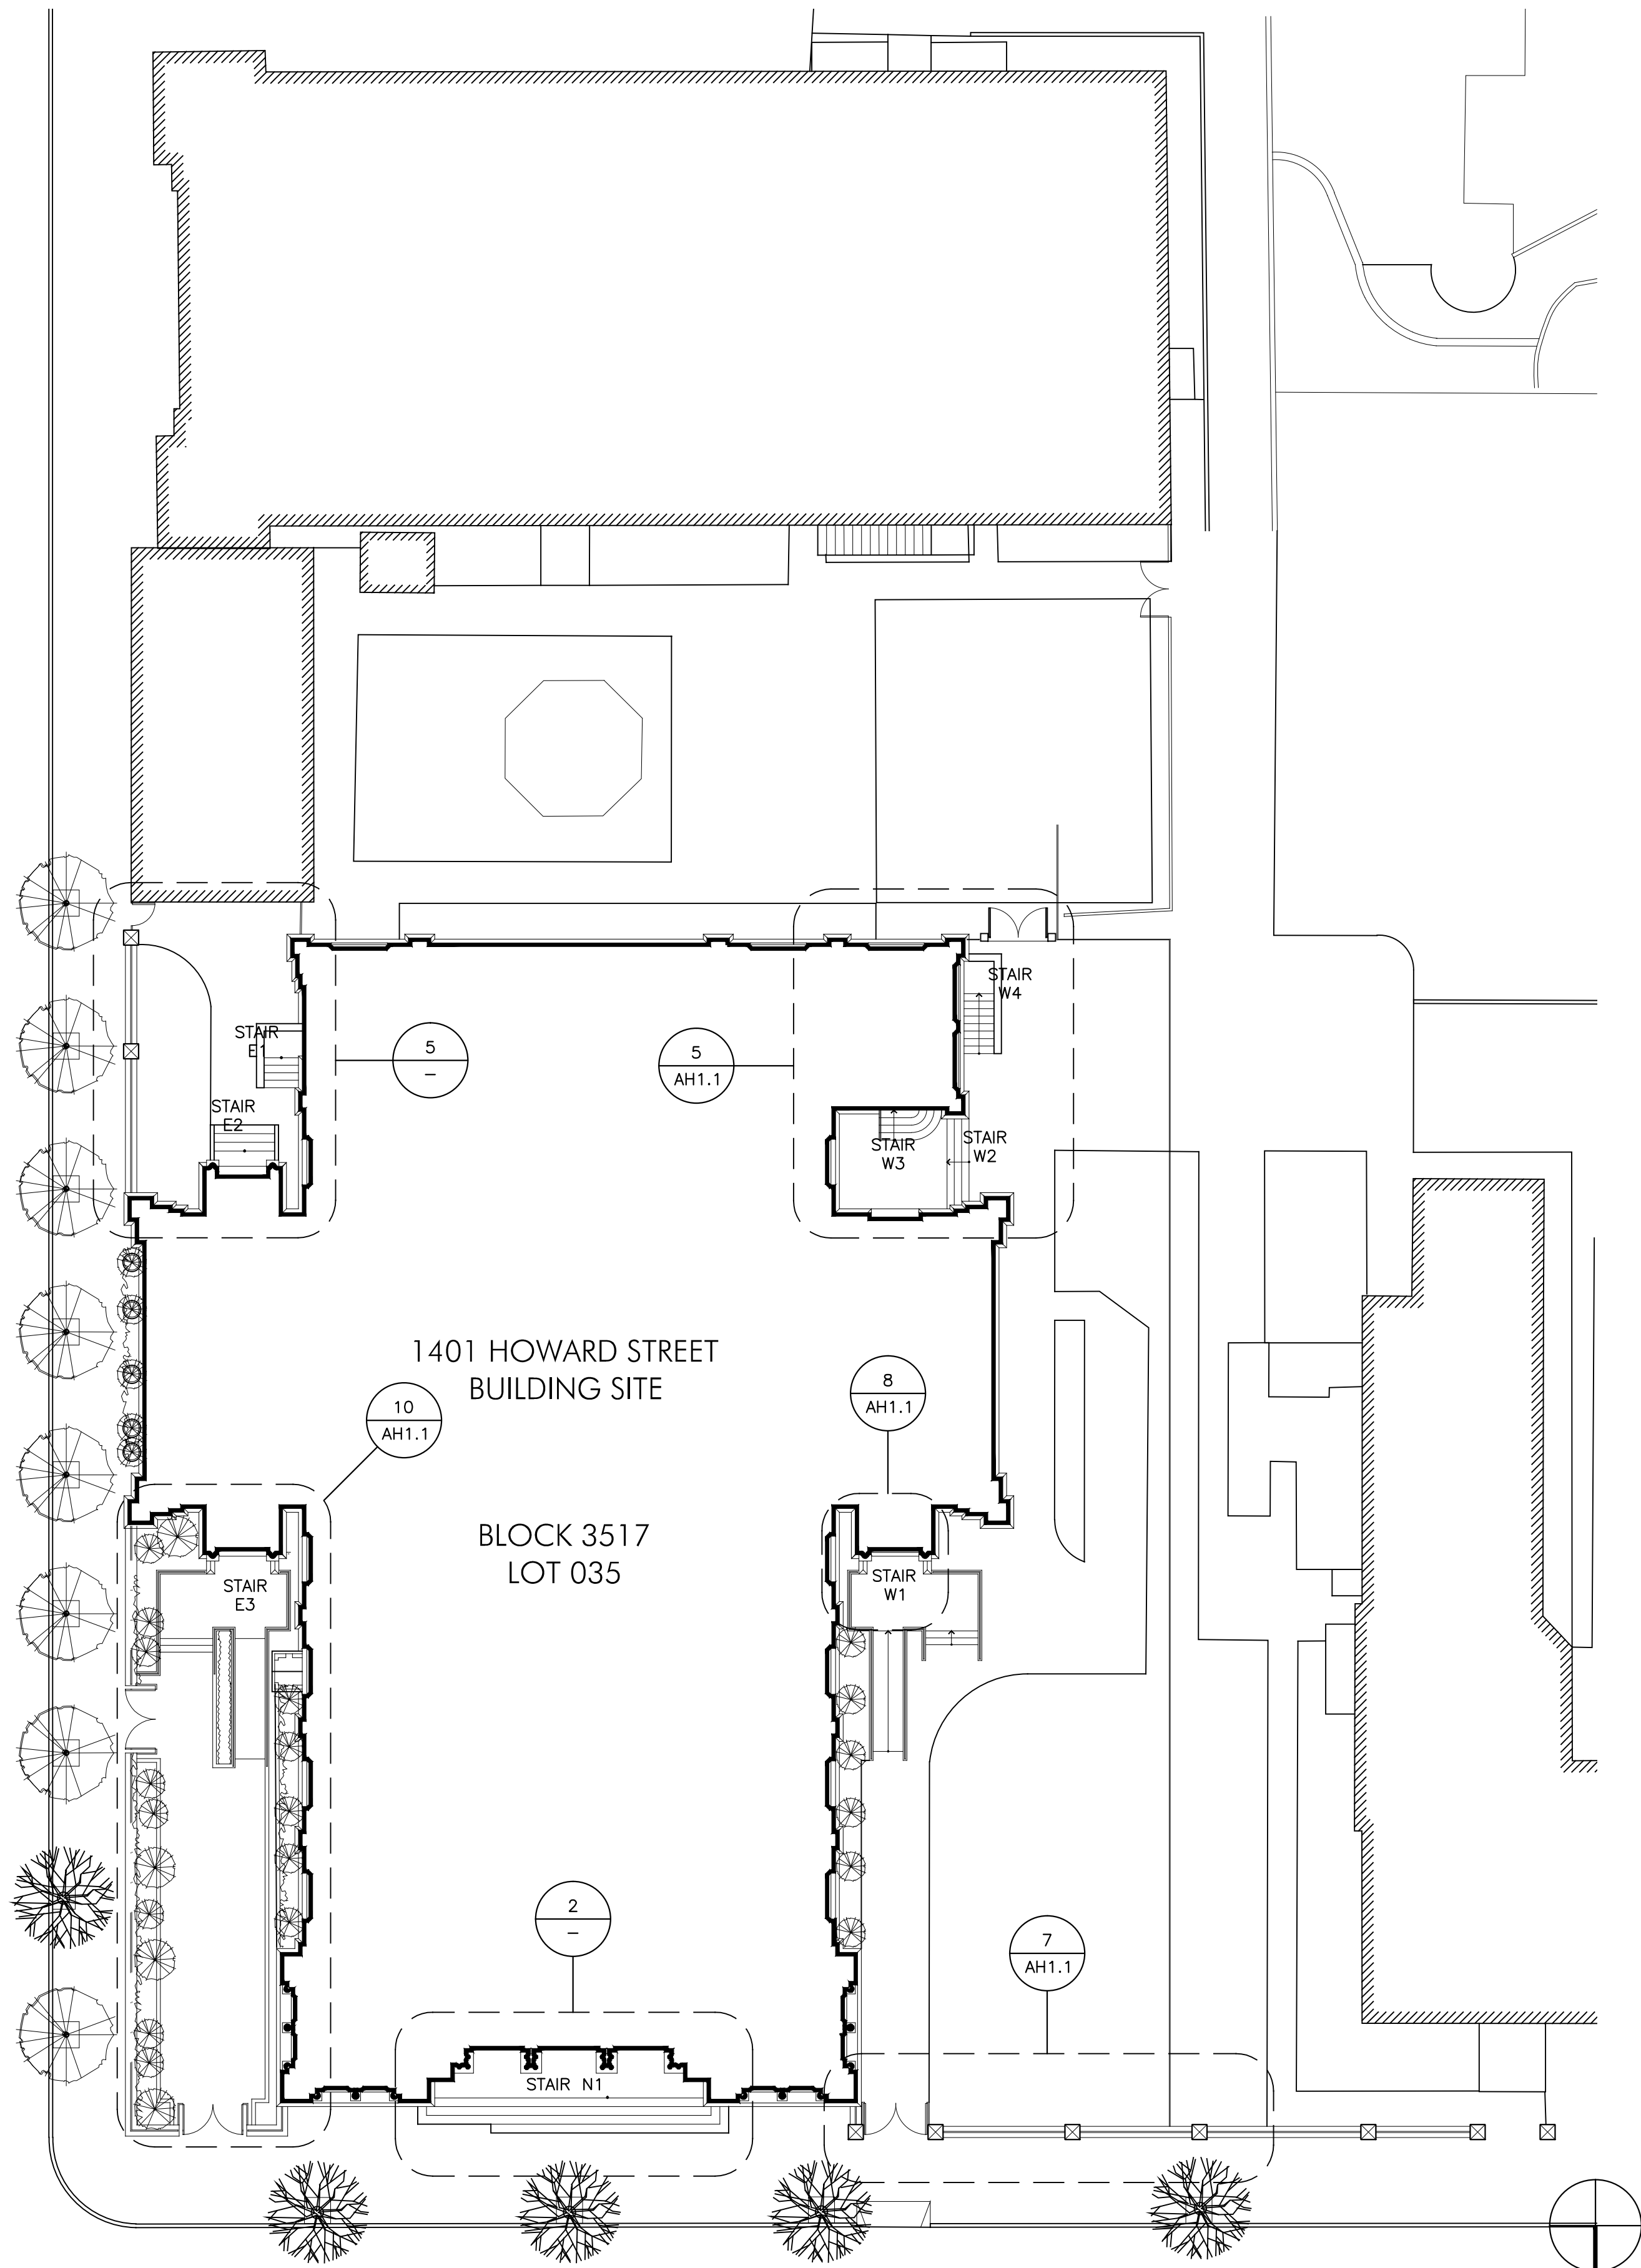 STAIR
W4
STAIR
E1
5
–
5
AH1.1
STAIR
E2
STAIR
W3
STAIR
W2
1401 HOWARD STREET
BUILDING SITE
10
AH1.1
8
AH1.1
BLOCK 3517
LOT 035
STAIR
E3
STAIR
W1
2
–
7
AH1.1
STAIR N1